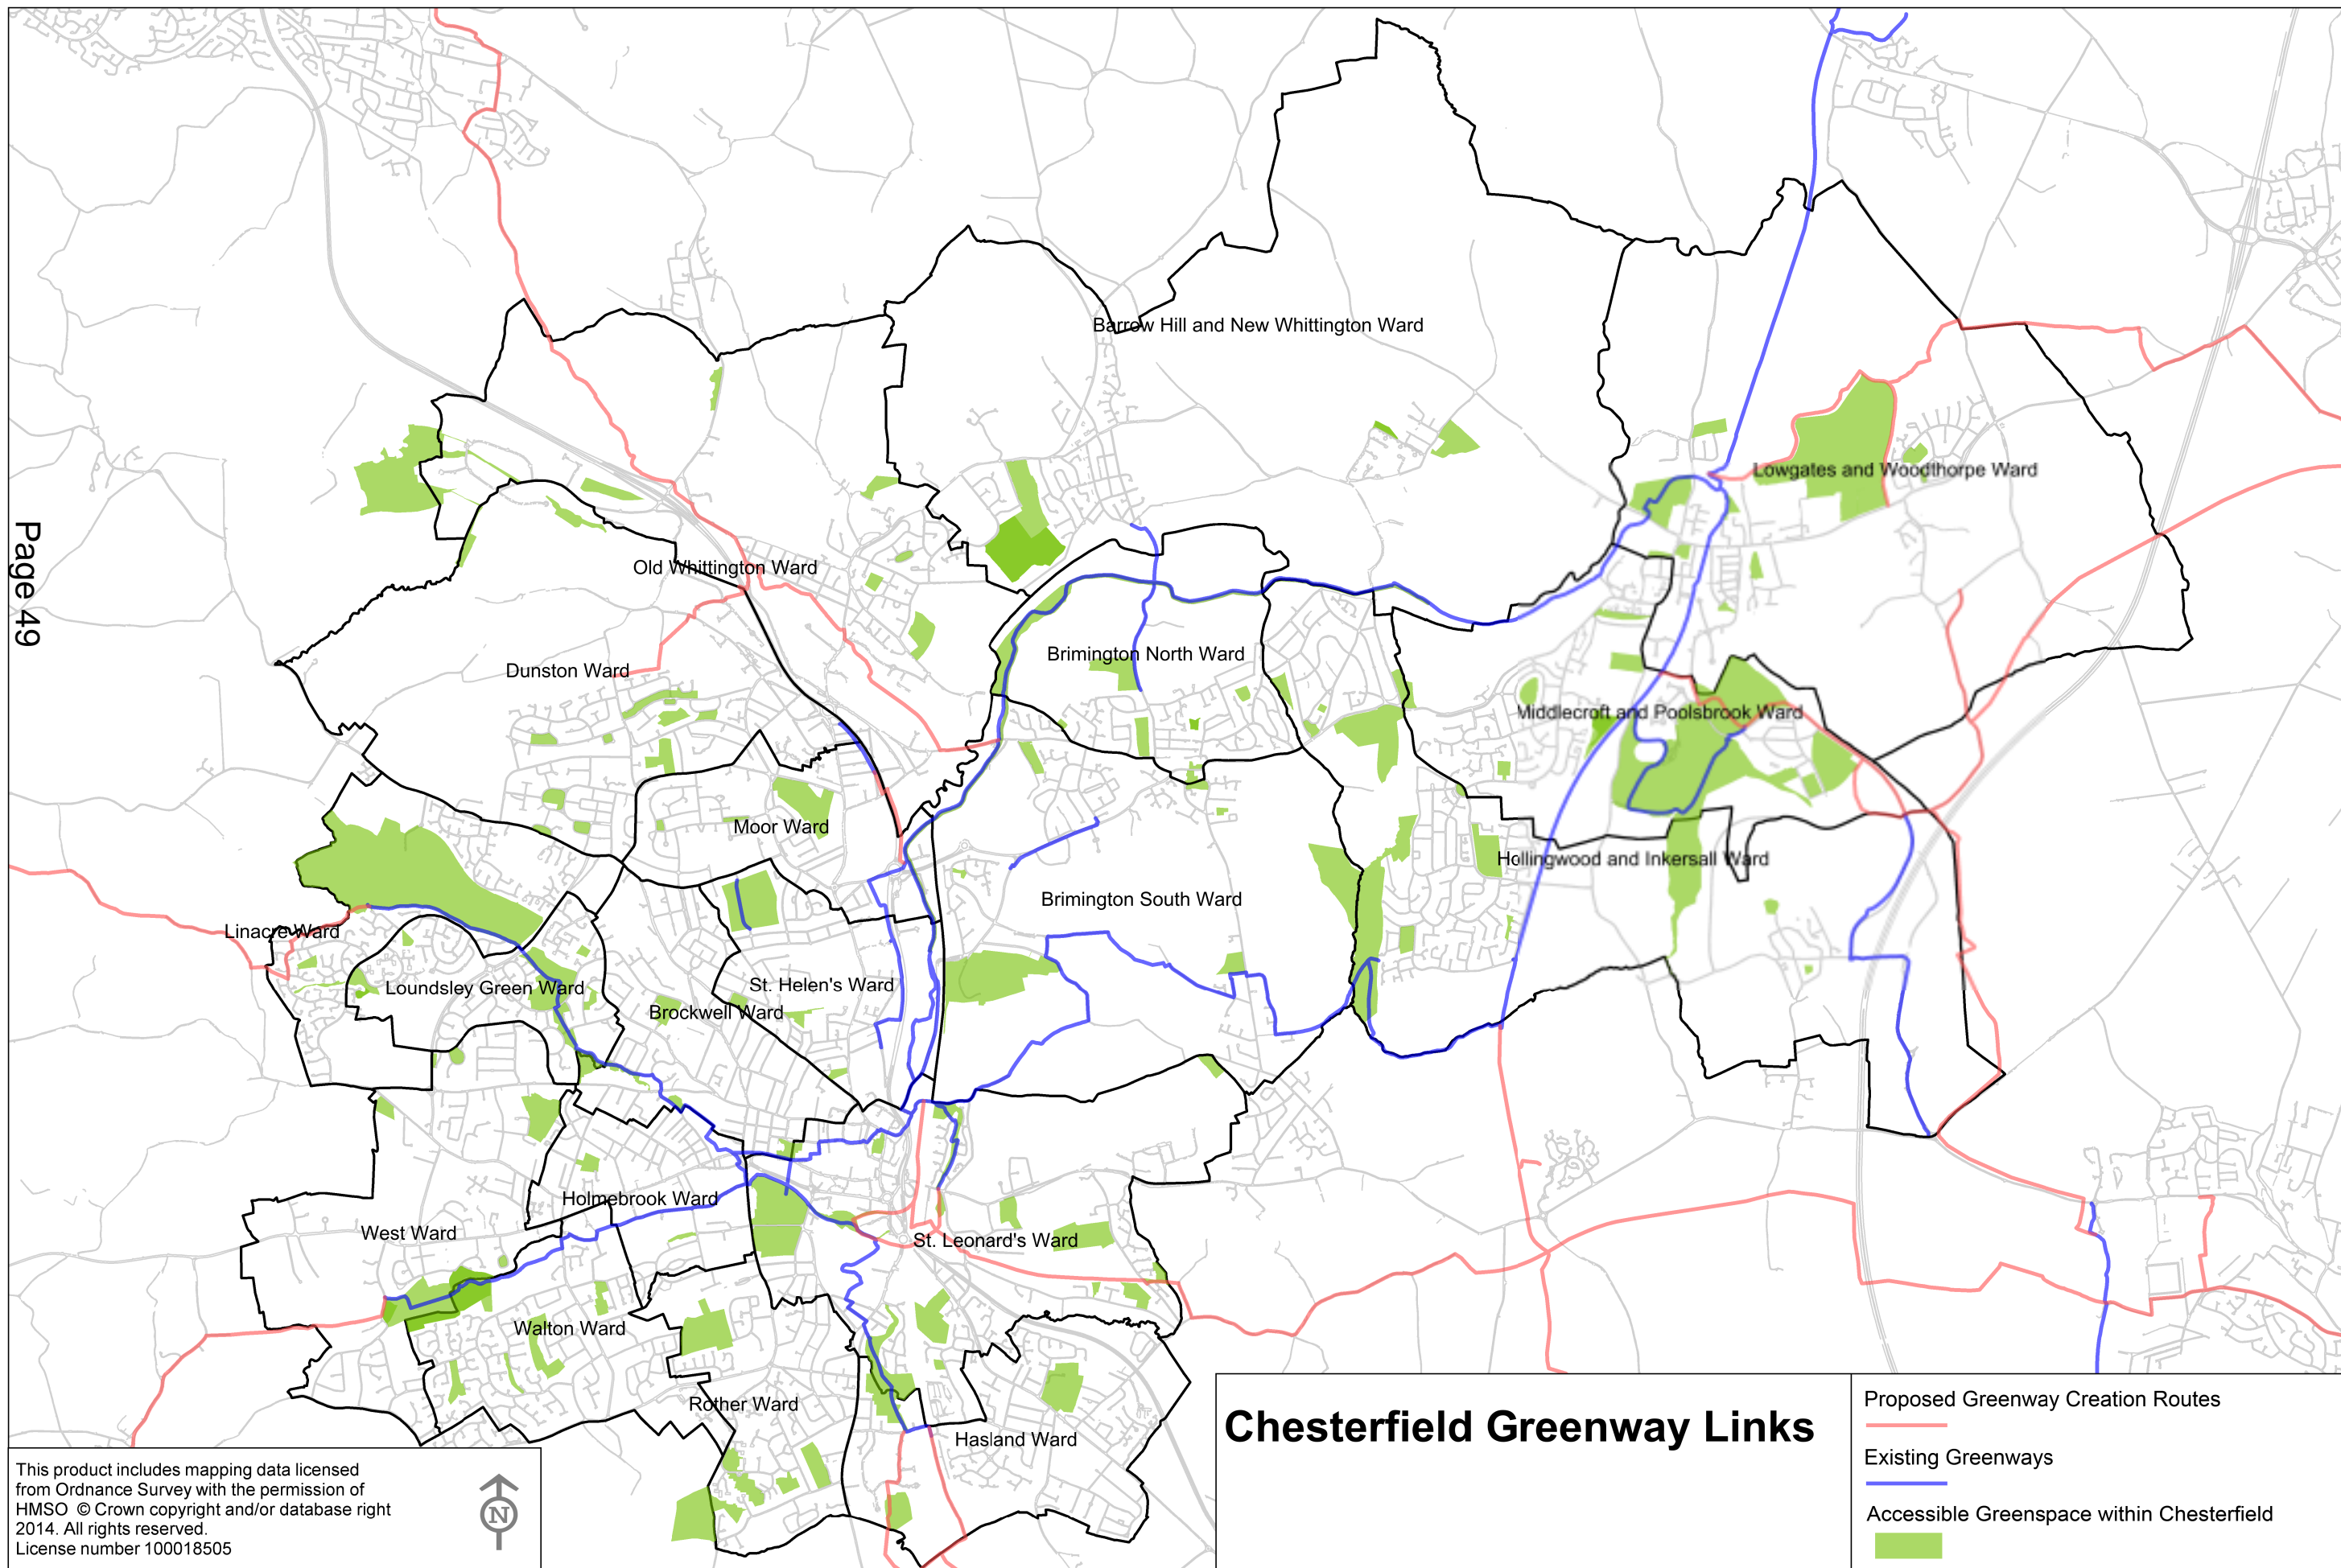 Page 49
Barrow Hill and New Whittington Ward
Lowgates and Woodthorpe Ward
Old Whittington Ward
Brimington North Ward
Dunston Ward
Middlecroft and Poolsbrook Ward
Moor Ward
Hollingwood and Inkersall Ward
Brimington South Ward
Linacre Ward
Loundsley Green Ward
St. Helen's Ward
Brockwell Ward
Holmebrook Ward
West Ward
St. Leonard's Ward
Walton Ward
Rother Ward
Hasland Ward
Chesterfield Greenway Links
Proposed Greenway Creation Routes
Existing Greenways
Accessible Greenspace within Chesterfield
This product includes mapping data licensed
from Ordnance Survey with the permission of
HMSO © Crown copyright and/or database right
2014. All rights reserved.
License number 100018505
N